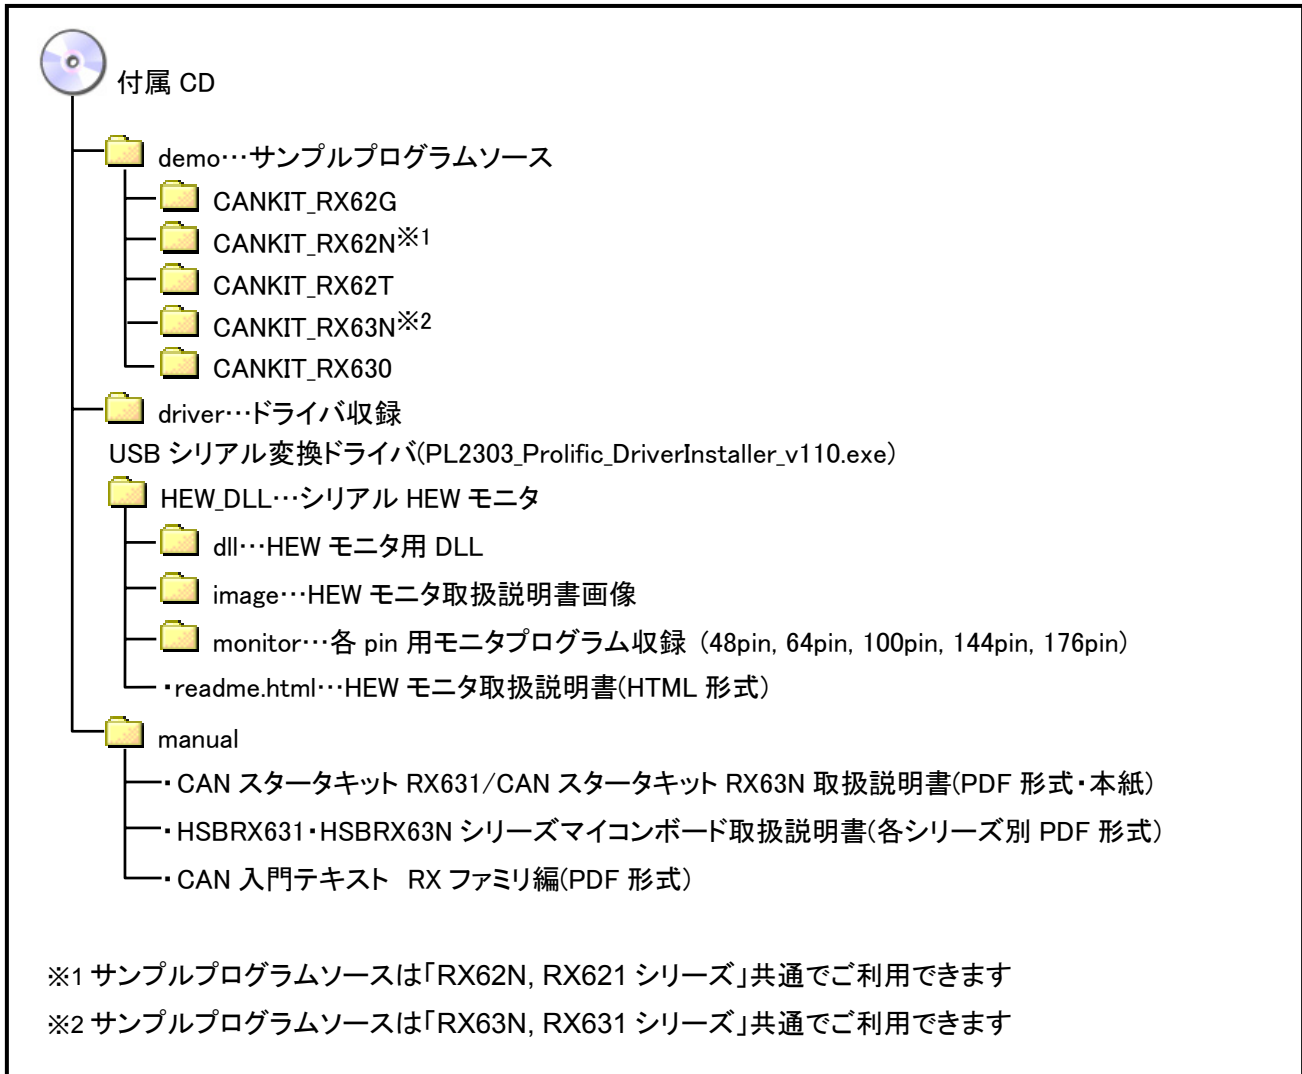 付属 CD
demo…サンプルプログラムソース
CANKIT_RX62G
CANKIT_RX62N※1
CANKIT_RX62T
CANKIT_RX63N※2
CANKIT_RX630
driver…ドライバ収録
USB シリアル変換ドライバ(PL2303_Prolific_DriverInstaller_v110.exe)
HEW_DLL…シリアル HEW モニタ
dll…HEW モニタ用 DLL
image…HEW モニタ取扱説明書画像
monitor…各 pin 用モニタプログラム収録 (48pin, 64pin, 100pin, 144pin, 176pin)
・readme.html…HEW モニタ取扱説明書(HTML 形式)
manual
・CAN スタータキット RX631/CAN スタータキット RX63N 取扱説明書(PDF 形式・本紙)
・HSBRX631・HSBRX63N シリーズマイコンボード取扱説明書(各シリーズ別 PDF 形式)
・CAN 入門テキスト RX ファミリ編(PDF 形式)
※1 サンプルプログラムソースは「RX62N, RX621 シリーズ」共通でご利用できます
※2 サンプルプログラムソースは「RX63N, RX631 シリーズ」共通でご利用できます